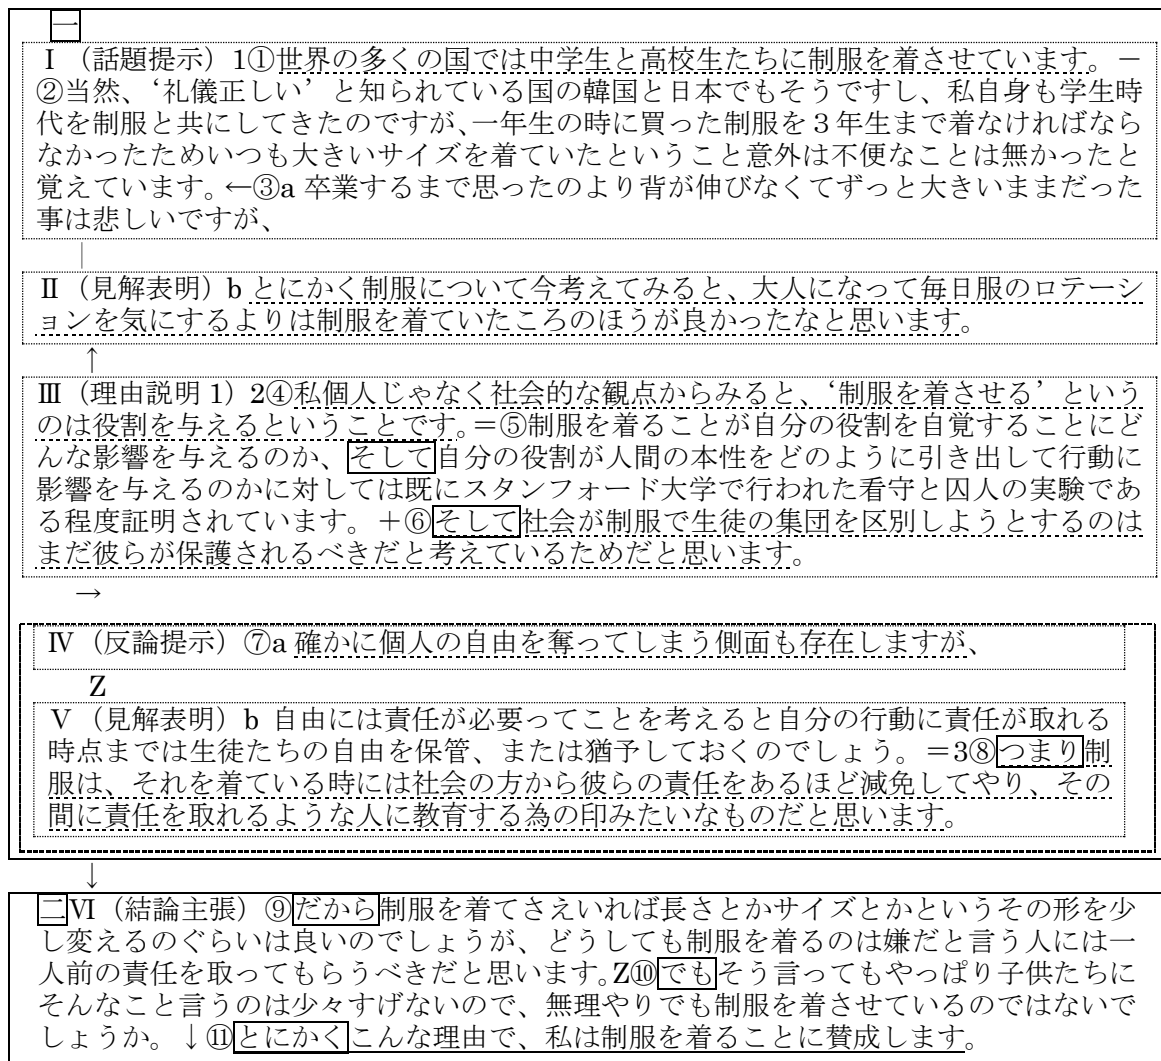 一
Ⅰ（話題提示）1①世界の多くの国では中学生と高校生たちに制服を着させています。－
②当然、‘礼儀正しい’と知られている国の韓国と日本でもそうですし、私自身も学生時
代を制服と共にしてきたのですが、一年生の時に買った制服を３年生まで着なければなら
なかったためいつも大きいサイズを着ていたということ意外は不便なことは無かったと
覚えています。←③a 卒業するまで思ったのより背が伸びなくてずっと大きいままだった
事は悲しいですが、
｜
Ⅱ（見解表明）b とにかく制服について今考えてみると、大人になって毎日服のロテーシ
ョンを気にするよりは制服を着ていたころのほうが良かったなと思います。
↑
Ⅲ（理由説明 1）2④私個人じゃなく社会的な観点からみると、‘制服を着させる’という
のは役割を与えるということです。＝⑤制服を着ることが自分の役割を自覚することにど
んな影響を与えるのか、そして自分の役割が人間の本性をどのように引き出して行動に
影響を与えるのかに対しては既にスタンフォード大学で行われた看守と囚人の実験であ
る程度証明されています。＋⑥そして社会が制服で生徒の集団を区別しようとするのは
まだ彼らが保護されるべきだと考えているためだと思います。
→
Ⅳ（反論提示）⑦a 確かに個人の自由を奪ってしまう側面も存在しますが、
Z
Ⅴ（見解表明）b 自由には責任が必要ってことを考えると自分の行動に責任が取れる
時点までは生徒たちの自由を保管、または猶予しておくのでしょう。＝3⑧つまり制
服は、それを着ている時には社会の方から彼らの責任をあるほど減免してやり、その
間に責任を取れるような人に教育する為の印みたいなものだと思います。
↓
二Ⅵ（結論主張）⑨だから制服を着てさえいれば長さとかサイズとかというその形を少
し変えるのぐらいは良いのでしょうが、どうしても制服を着るのは嫌だと言う人には一
人前の責任を取ってもらうべきだと思います。Z⑩でもそう言ってもやっぱり子供たちに
そんなこと言うのは少々すげないので、無理やりでも制服を着させているのではないで
しょうか。↓⑪とにかくこんな理由で、私は制服を着ることに賛成します。